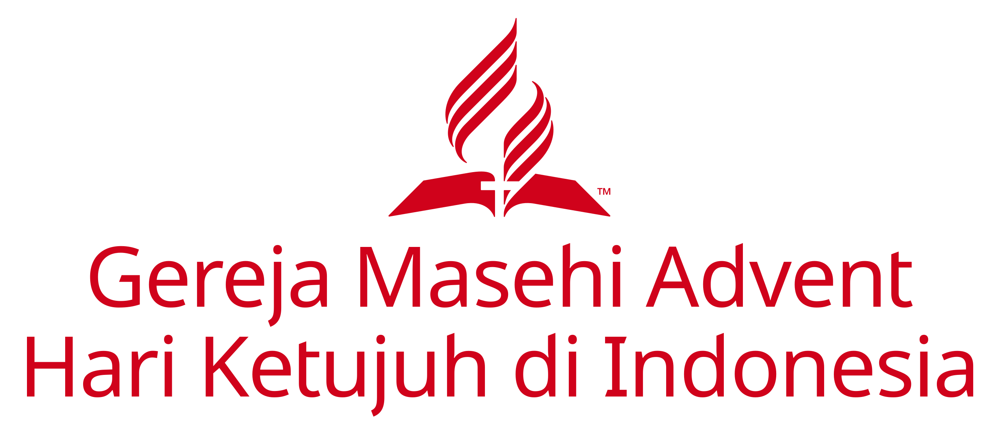 ™
Gereja Masehi Advent
Hari Ketujuh di Indonesia